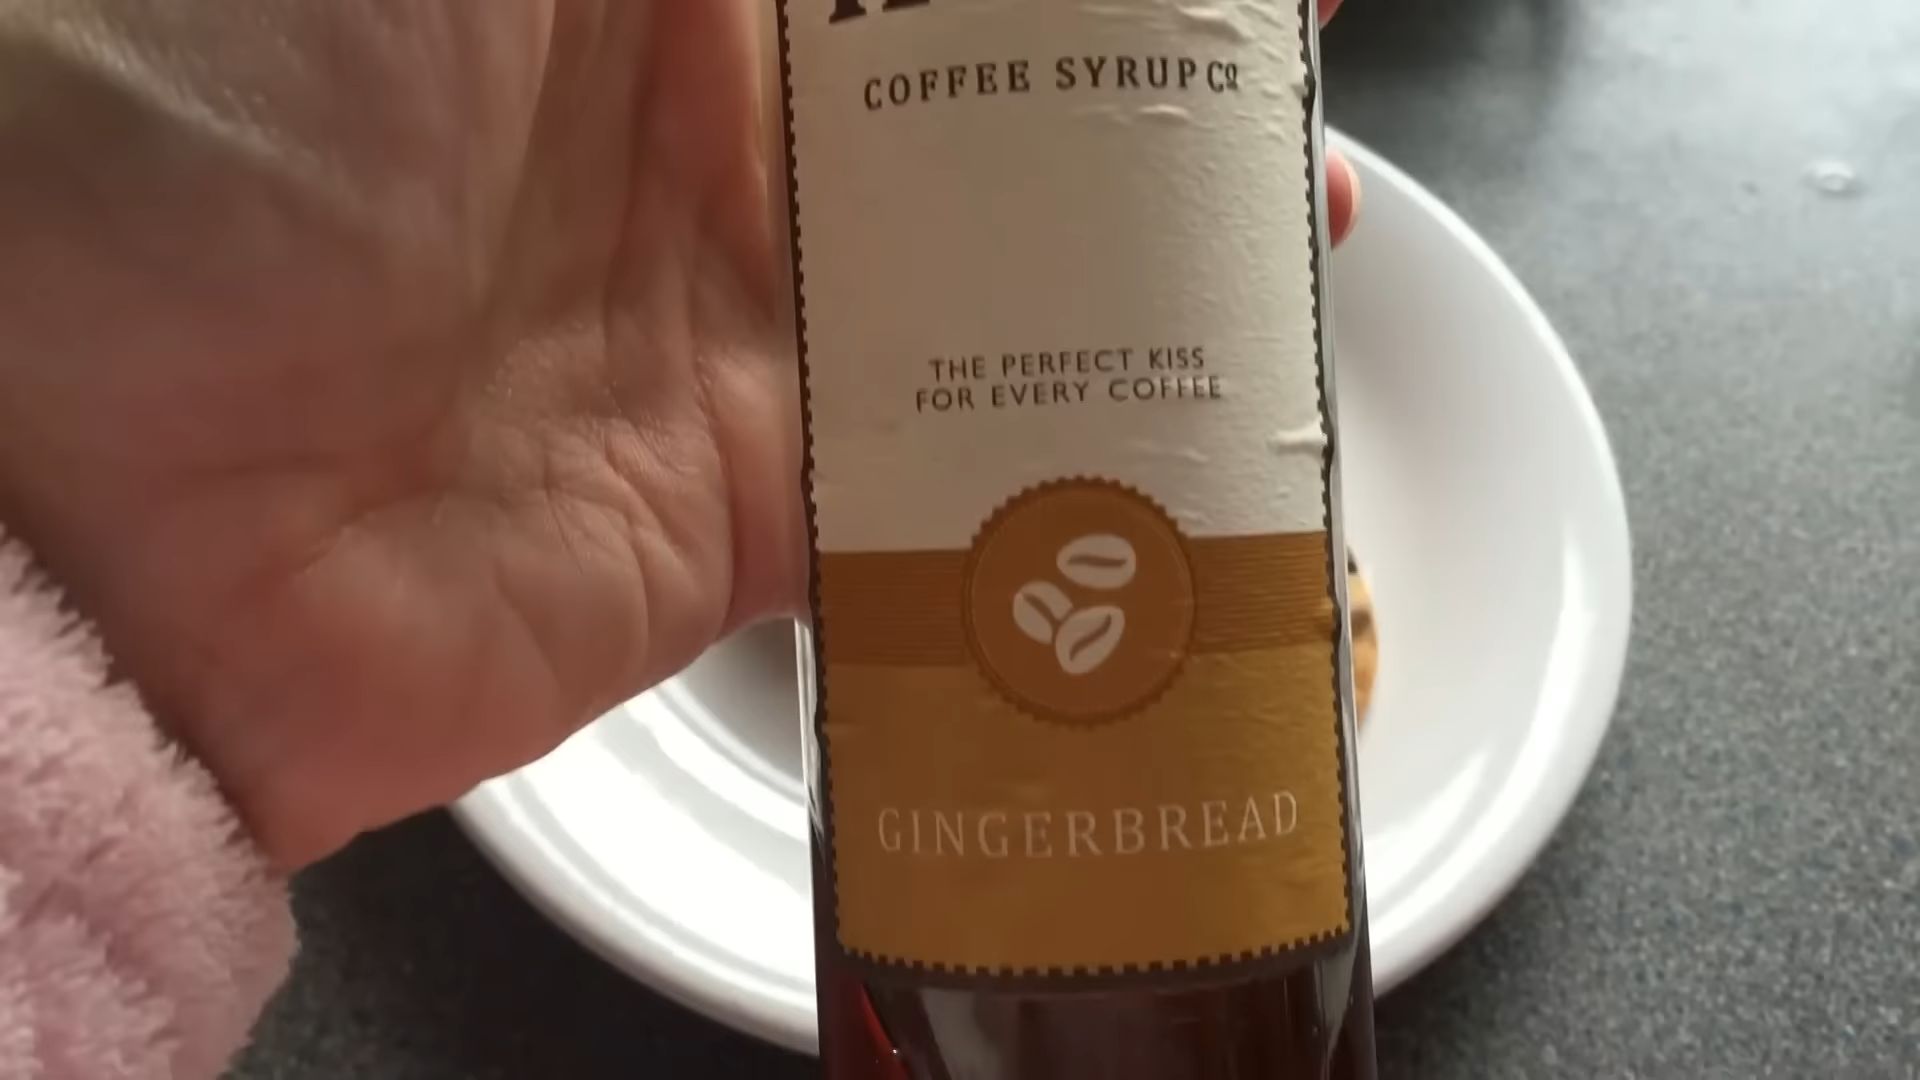 COFFEE SYRUP Co
THE PERFECT KISS
FOR EVERY COFFEE
GINGERBREAD